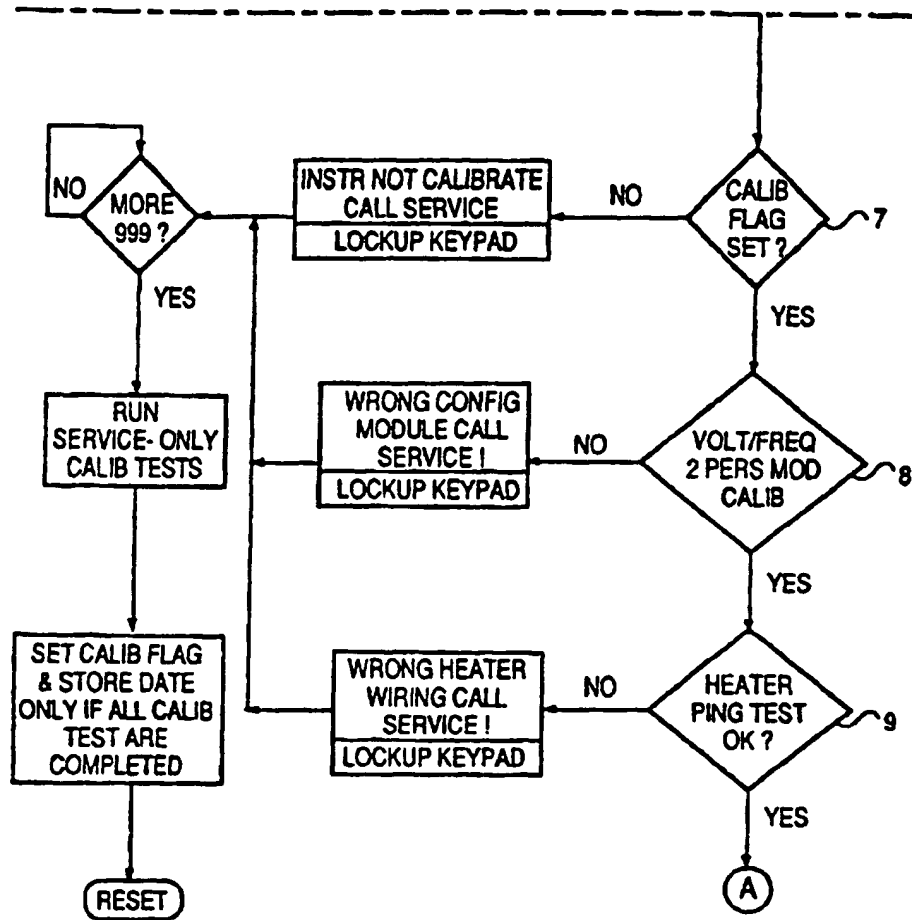 INSTR NOT CALIBRATE
CALL SERVICE
LOCKUP KEYPAD
NO
MORE
999 ?
NO
CALIB
FLAG
SET ?
7
YES
YES
RUN
SERVICE- ONLY
CALIB TESTS
WRONG CONFIG
MODULE CALL
SERVICE !
LOCKUP KEYPAD
NO
VOLT/FREQ
2 PERS MOD
CALIB
8
YES
SET CALIB FLAG
& STORE DATE
ONLY IF ALL CALIB
TEST ARE
COMPLETED
WRONG HEATER
WIRING CALL
SERVICE !
LOCKUP KEYPAD
NO
HEATER
PING TEST
OK ?
9
YES
RESET
A